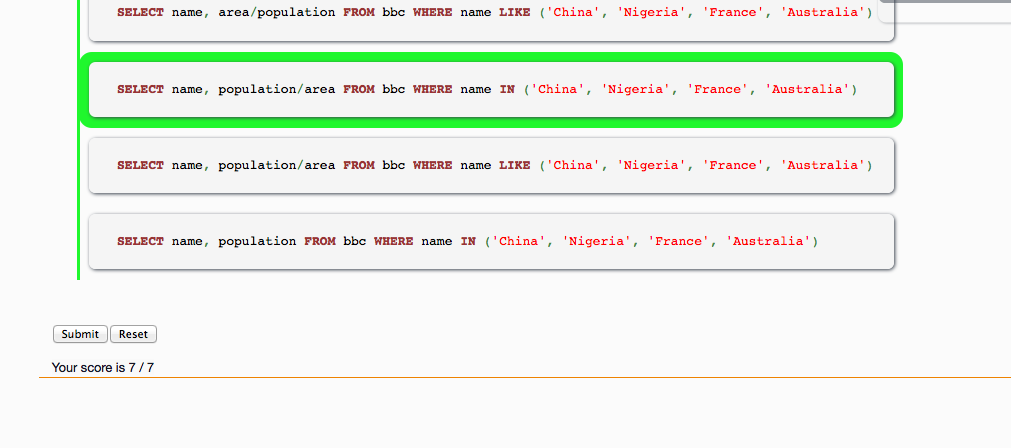 SELECT name, area/population FROM bbc WHERE name LIKE ('China', 'Nigeria', 'France', 'Australia')
SELECT name, population/area FROM bbc WHERE name IN ('China', 'Nigeria', 'France', 'Australia')
SELECT name, population/area FROM bbc WHERE name LIKE ('China', 'Nigeria', 'France', 'Australia')
SELECT name, population FROM bbc WHERE name IN ('China', 'Nigeria', 'France', 'Australia')
Submit Reset
Your score is 7 / 7